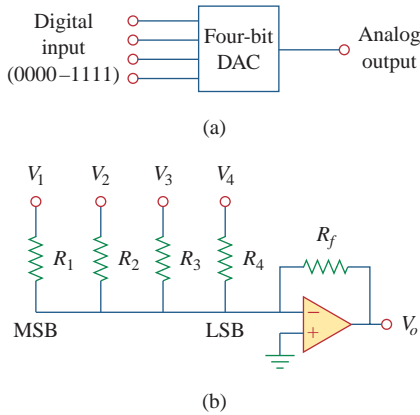 Digital
input
(0000–1111)
Four-bit
DAC
Analog
output
(a)
V1 V2 V3 V4
R1 R2 R3 R4 Rf
MSB LSB
−
+
Vo
(b)